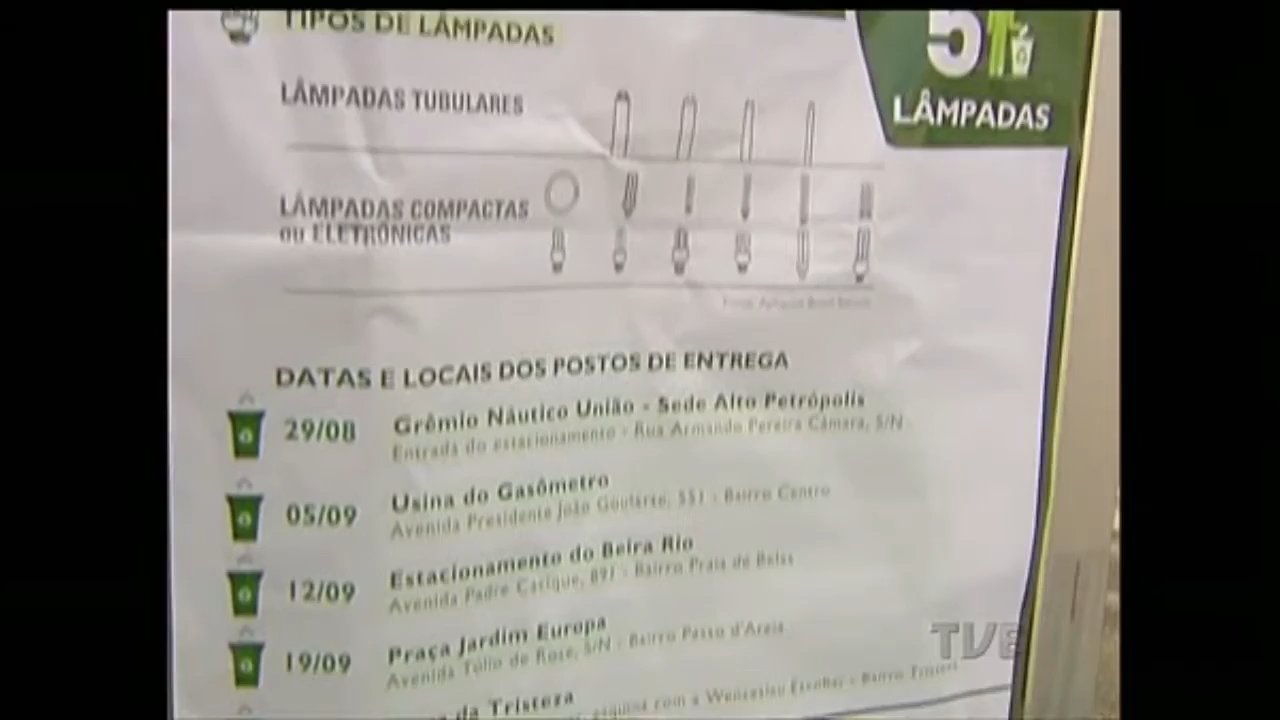 TIPOS DE LÂMPADAS
5
LÂMPADAS
LÂMPADAS TUBULARES
LÂMPADAS COMPACTAS
ou ELETRÔNICAS
DATAS E LOCAIS DOS POSTOS DE ENTREGA
29/08
Grêmio Náutico União - Sede Alto Petrópolis
Entrada do estacionamento - Rua Armando Pereira Câmara, S/N
05/09
Usina do Gasômetro
Avenida Presidente João Goulart, 551 - Bairro Centro
12/09
Estacionamento do Beira Rio
Avenida Padre Cacique, 891 - Bairro Praia de Belas
19/09
Praça Jardim Europa
Avenida Túlio de Rose, S/N - Bairro Passo d'Areia
da Tristeza
esquina com a Wenceslau Escobar - Bairro Tristeza
TVE